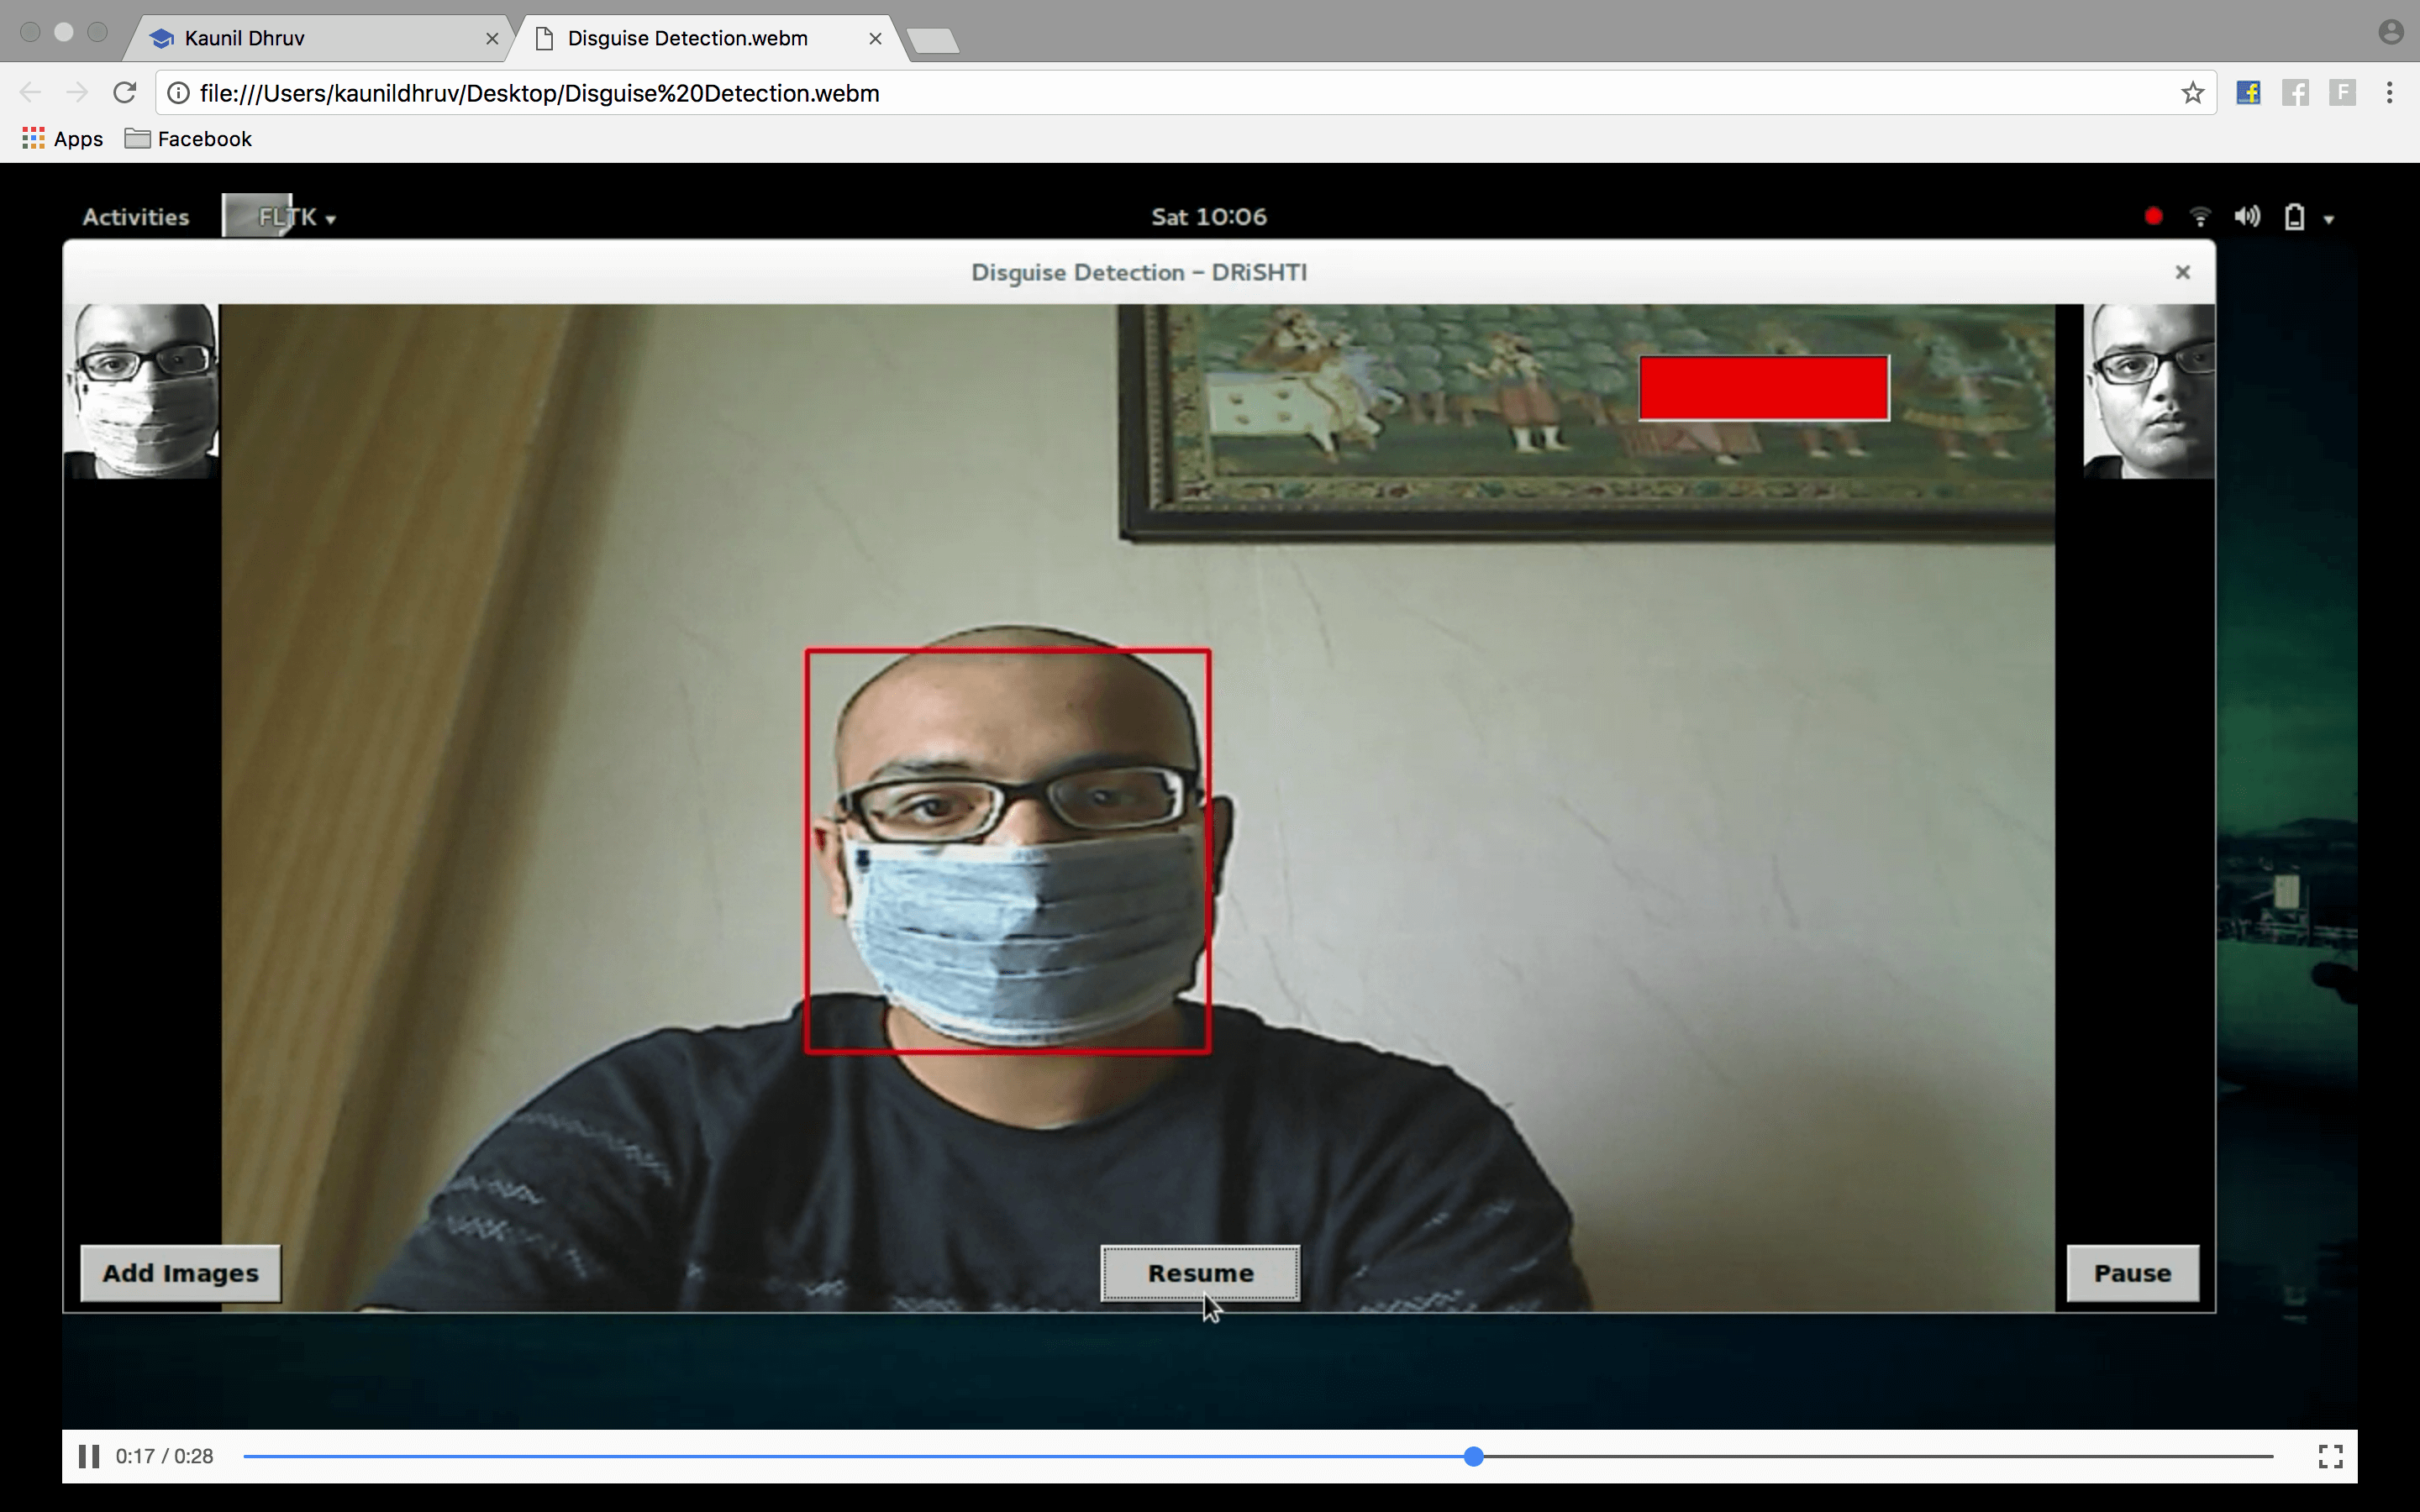 Kaunil Dhruv
Disguise Detection.webm
file:///Users/kaunildhruv/Desktop/Disguise%20Detection.webm
F
Apps
Facebook
Activities
FLTK
Sat 10:06
Disguise Detection – DRiSHTI
Add Images
Resume
Pause
0:17 / 0:28